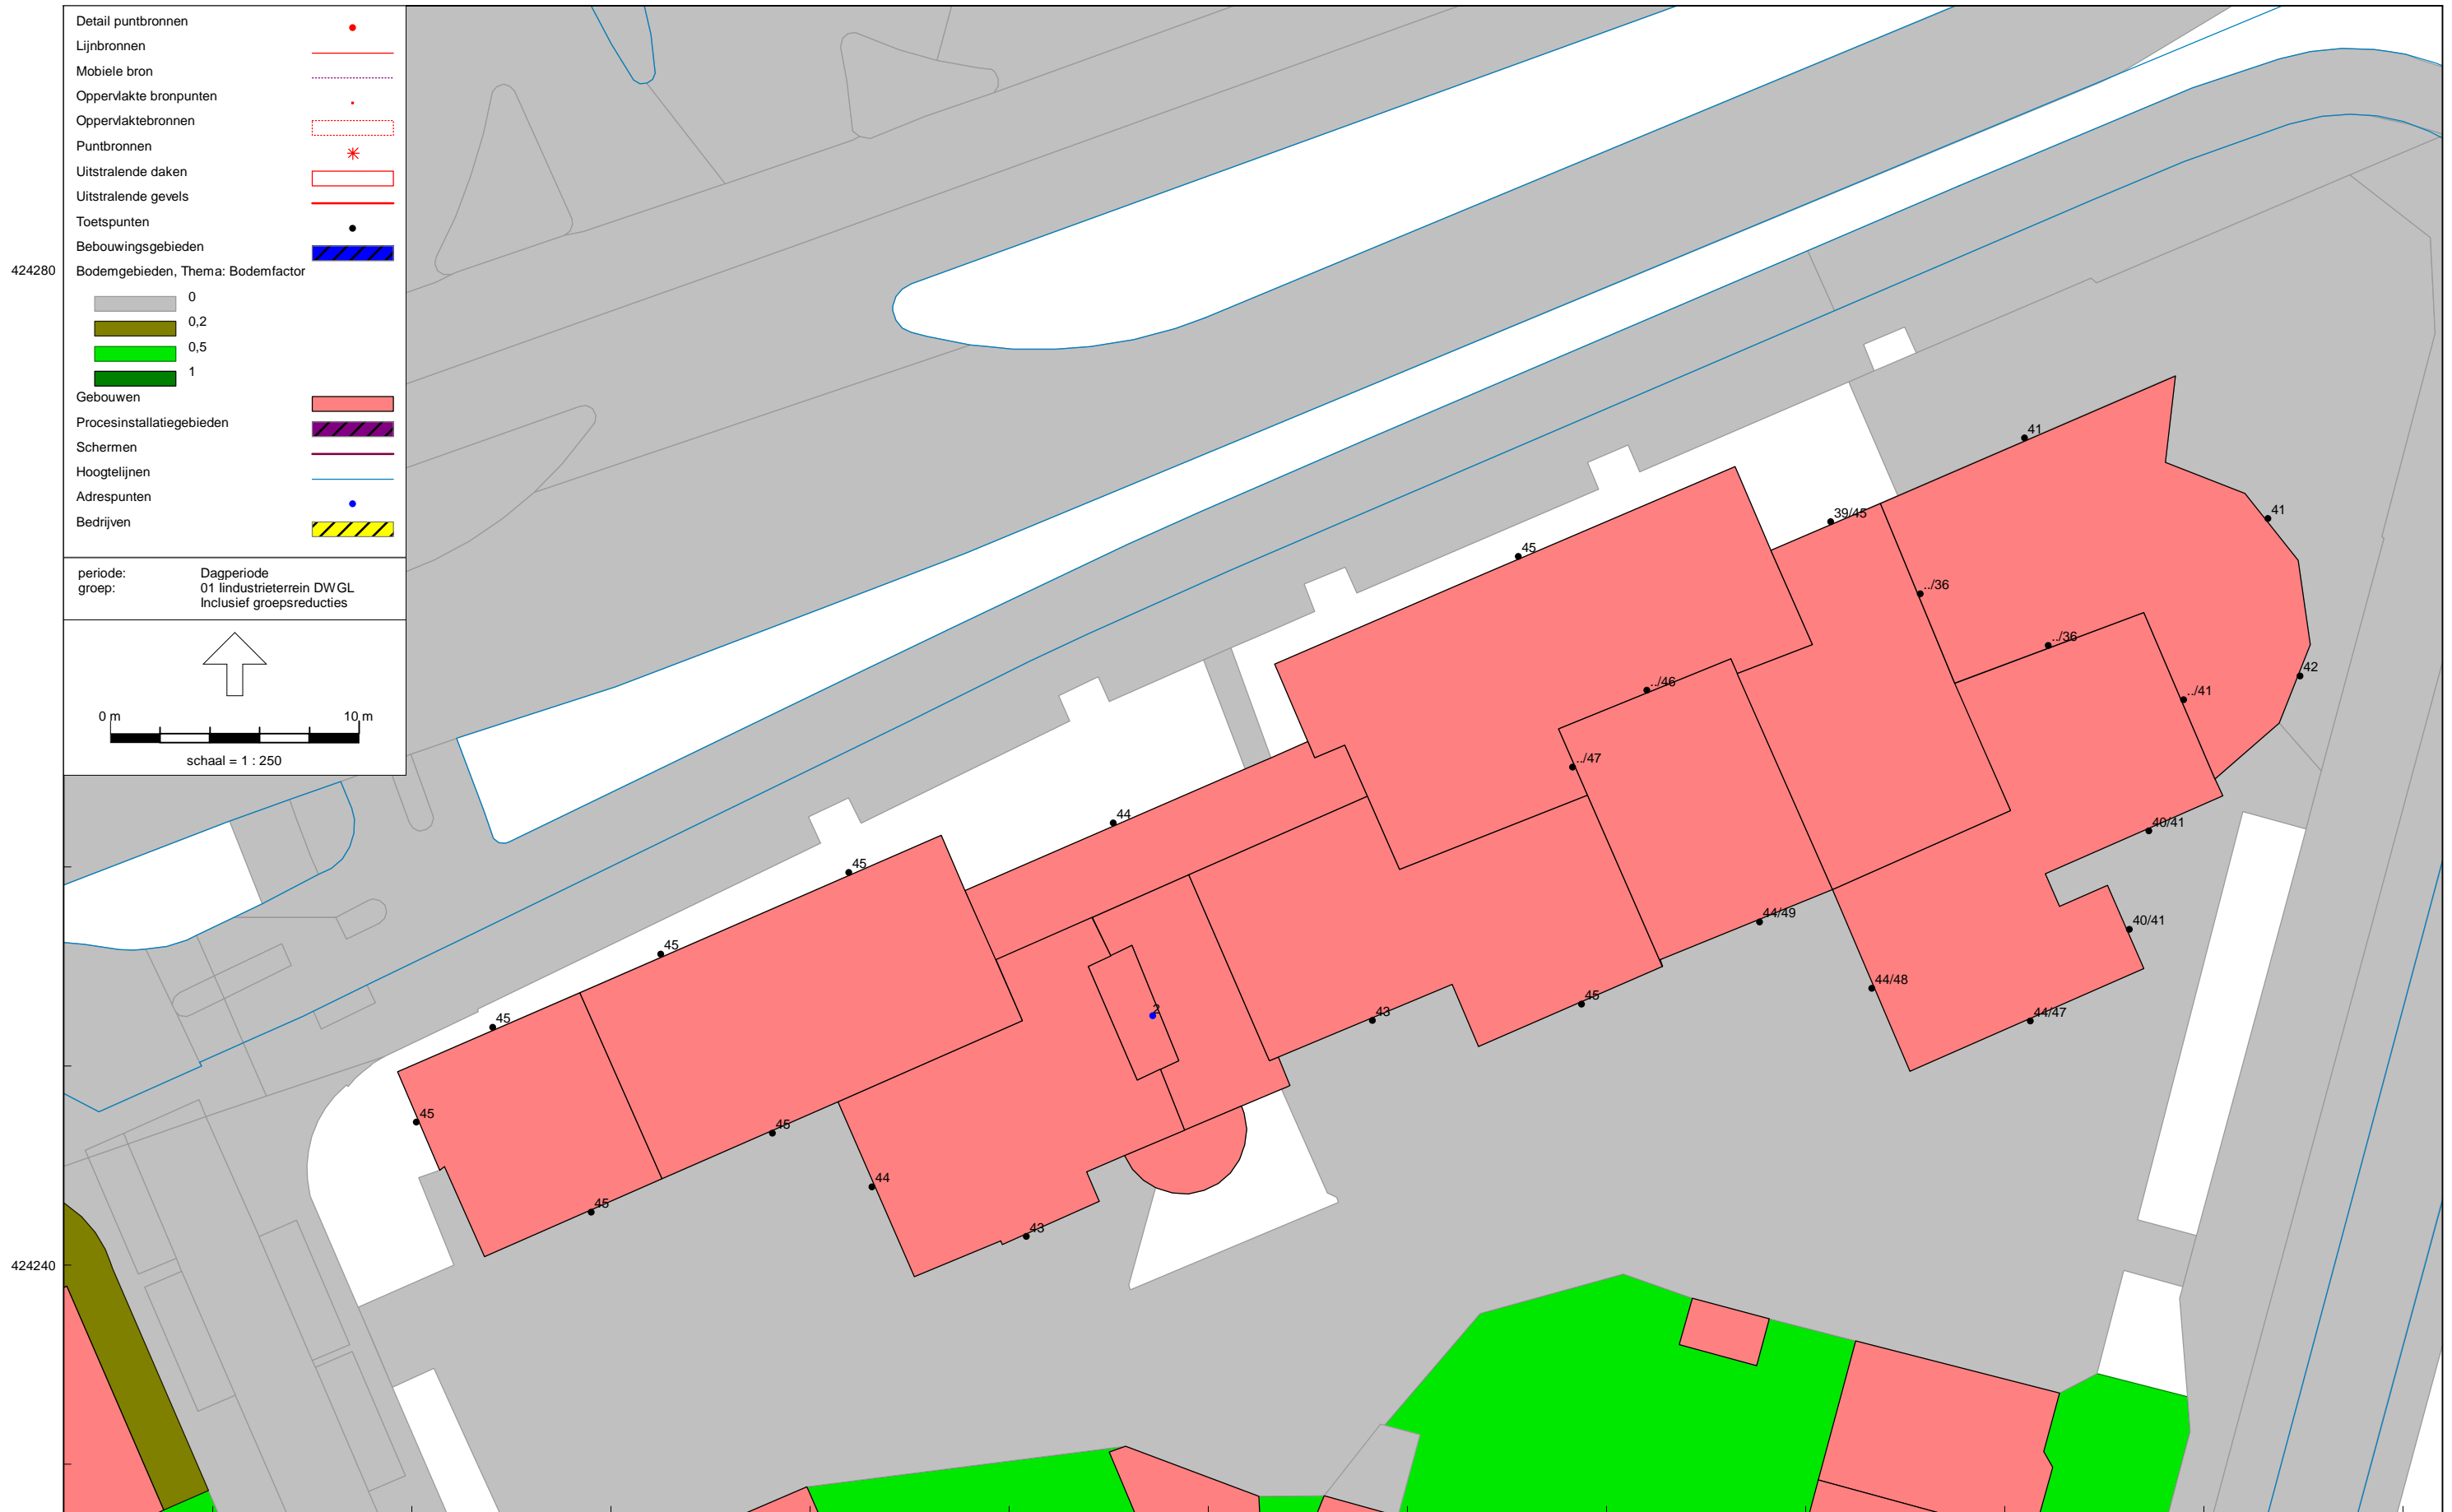 Detail puntbronnen
Lijnbronnen
Mobiele bron
Oppervlakte bronpunten
Oppervlaktebronnen
Puntbronnen
Uitstralende daken
Uitstralende gevels
Toetspunten
Bebouwingsgebieden
Bodemgebieden, Thema: Bodemfactor
0
0,2
0,5
1
Gebouwen
Procesinstallatiegebieden
Schermen
Hoogtelijnen
Adrespunten
Bedrijven
periode: Dagperiode
groep: 01 Iindustrieterrein DWGL
Inclusief groepsreducties
0 m 10 m
schaal = 1 : 250
424280
424240
41
41
39/45
45
../36
../36
42
../46
../41
../47
44
40/41
45
44/49
40/41
45
44/48
45
43
2
44/47
45
45
45
44
45
43